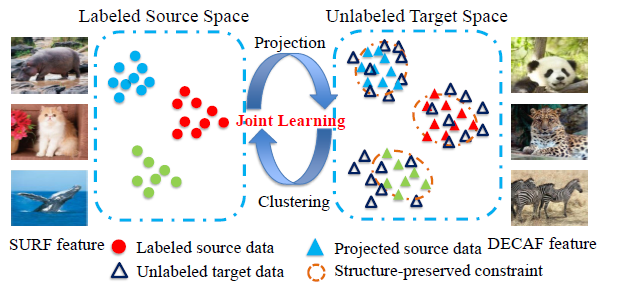 Labeled Source Space
Unlabeled Target Space
Projection
Joint Learning
Clustering
SURF feature
DECAF feature
Labeled source data
Projected source data
Unlabeled target data
Structure-preserved constraint